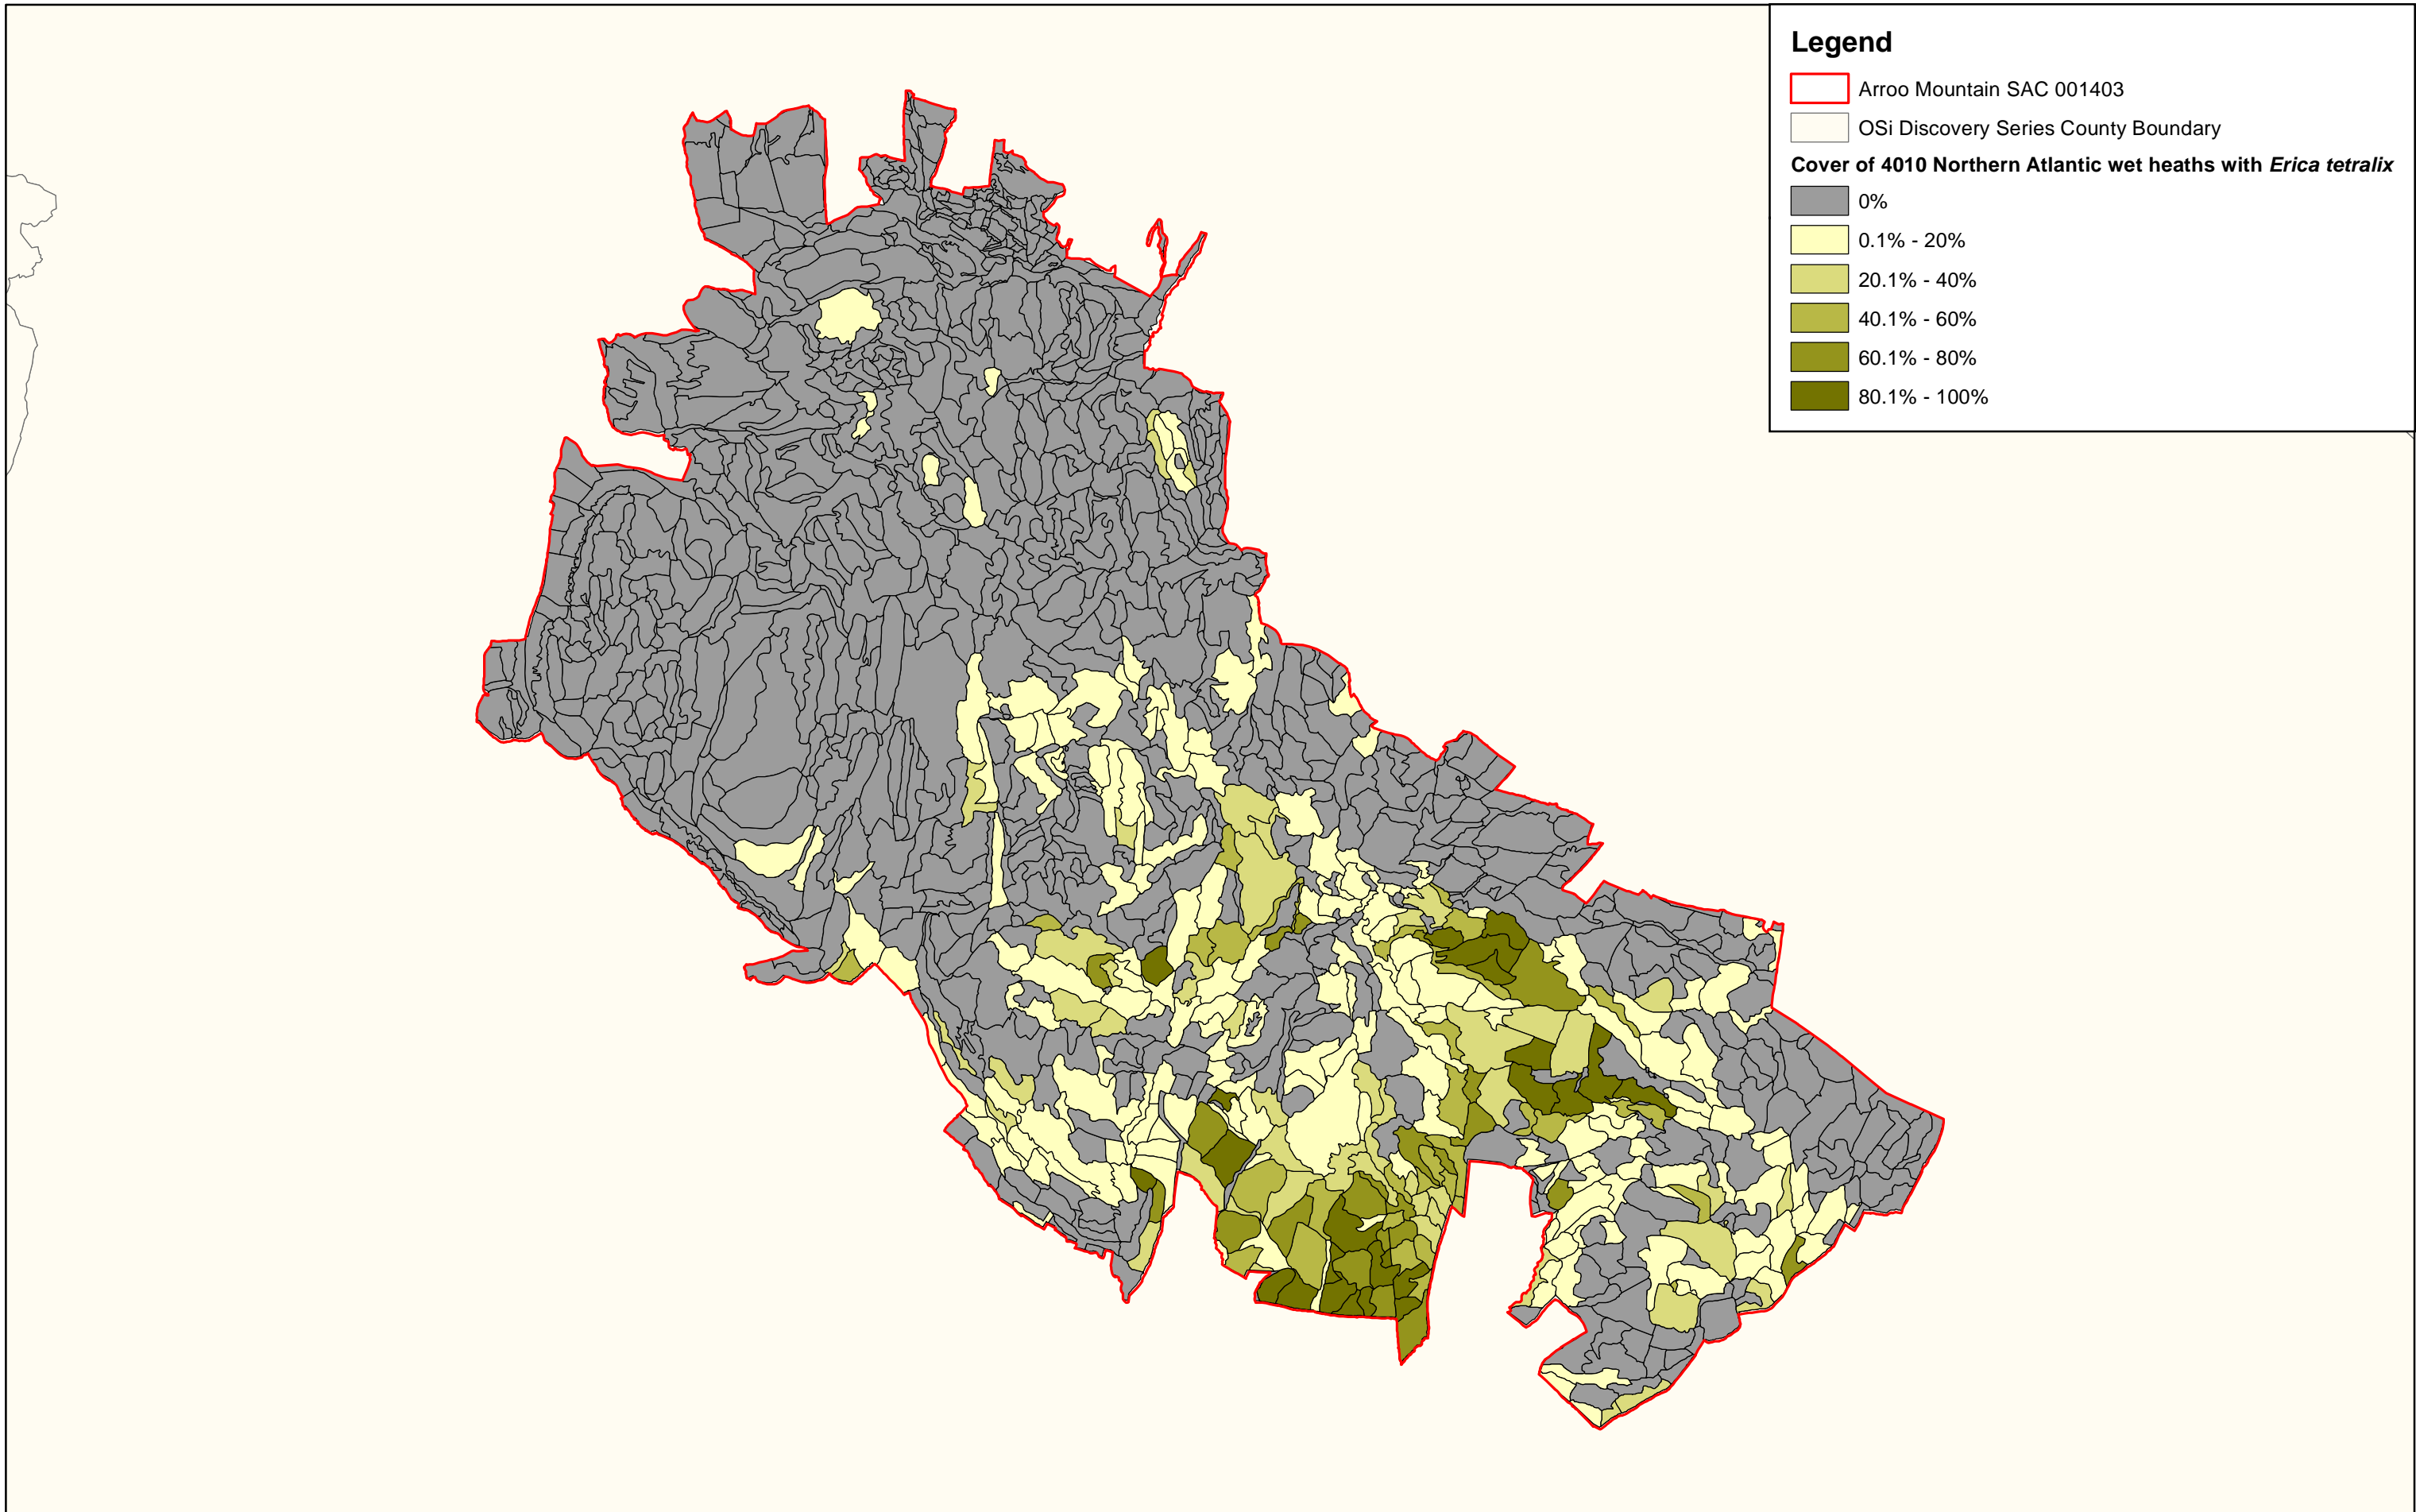 Legend
Arroo Mountain SAC 001403
OSi Discovery Series County Boundary
Cover of 4010 Northern Atlantic wet heaths with Erica tetralix
0%
0.1% - 20%
20.1% - 40%
40.1% - 60%
60.1% - 80%
80.1% - 100%